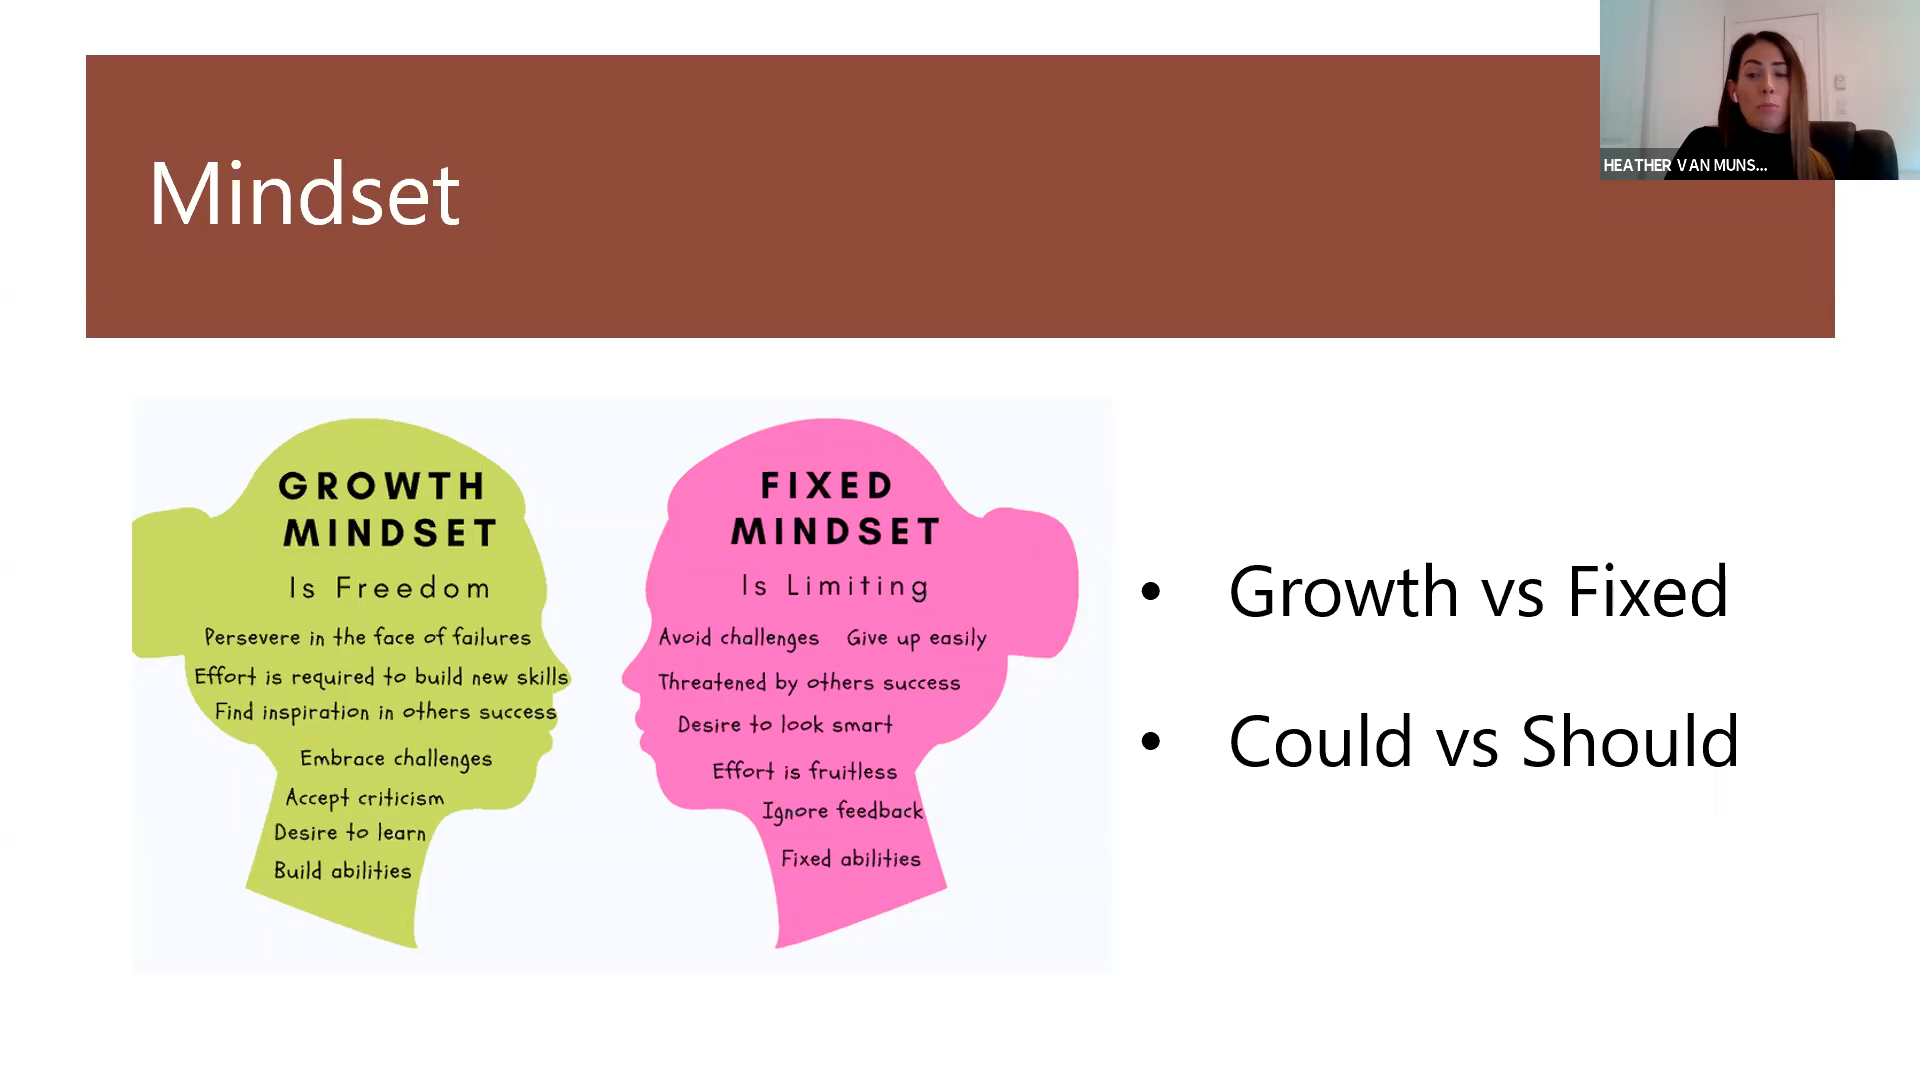 Mindset
HEATHER VAN MUNS...
GROWTH
MINDSET
Is Freedom
Persevere in the face of failures
Effort is required to build new skills
Find inspiration in others success
Embrace challenges
Accept criticism
Desire to learn
Build abilities
FIXED
MINDSET
Is Limiting
Avoid challenges Give up easily
Threatened by others success
Desire to look smart
Effort is fruitless
Ignore feedback
Fixed abilities
• Growth vs Fixed
• Could vs Should